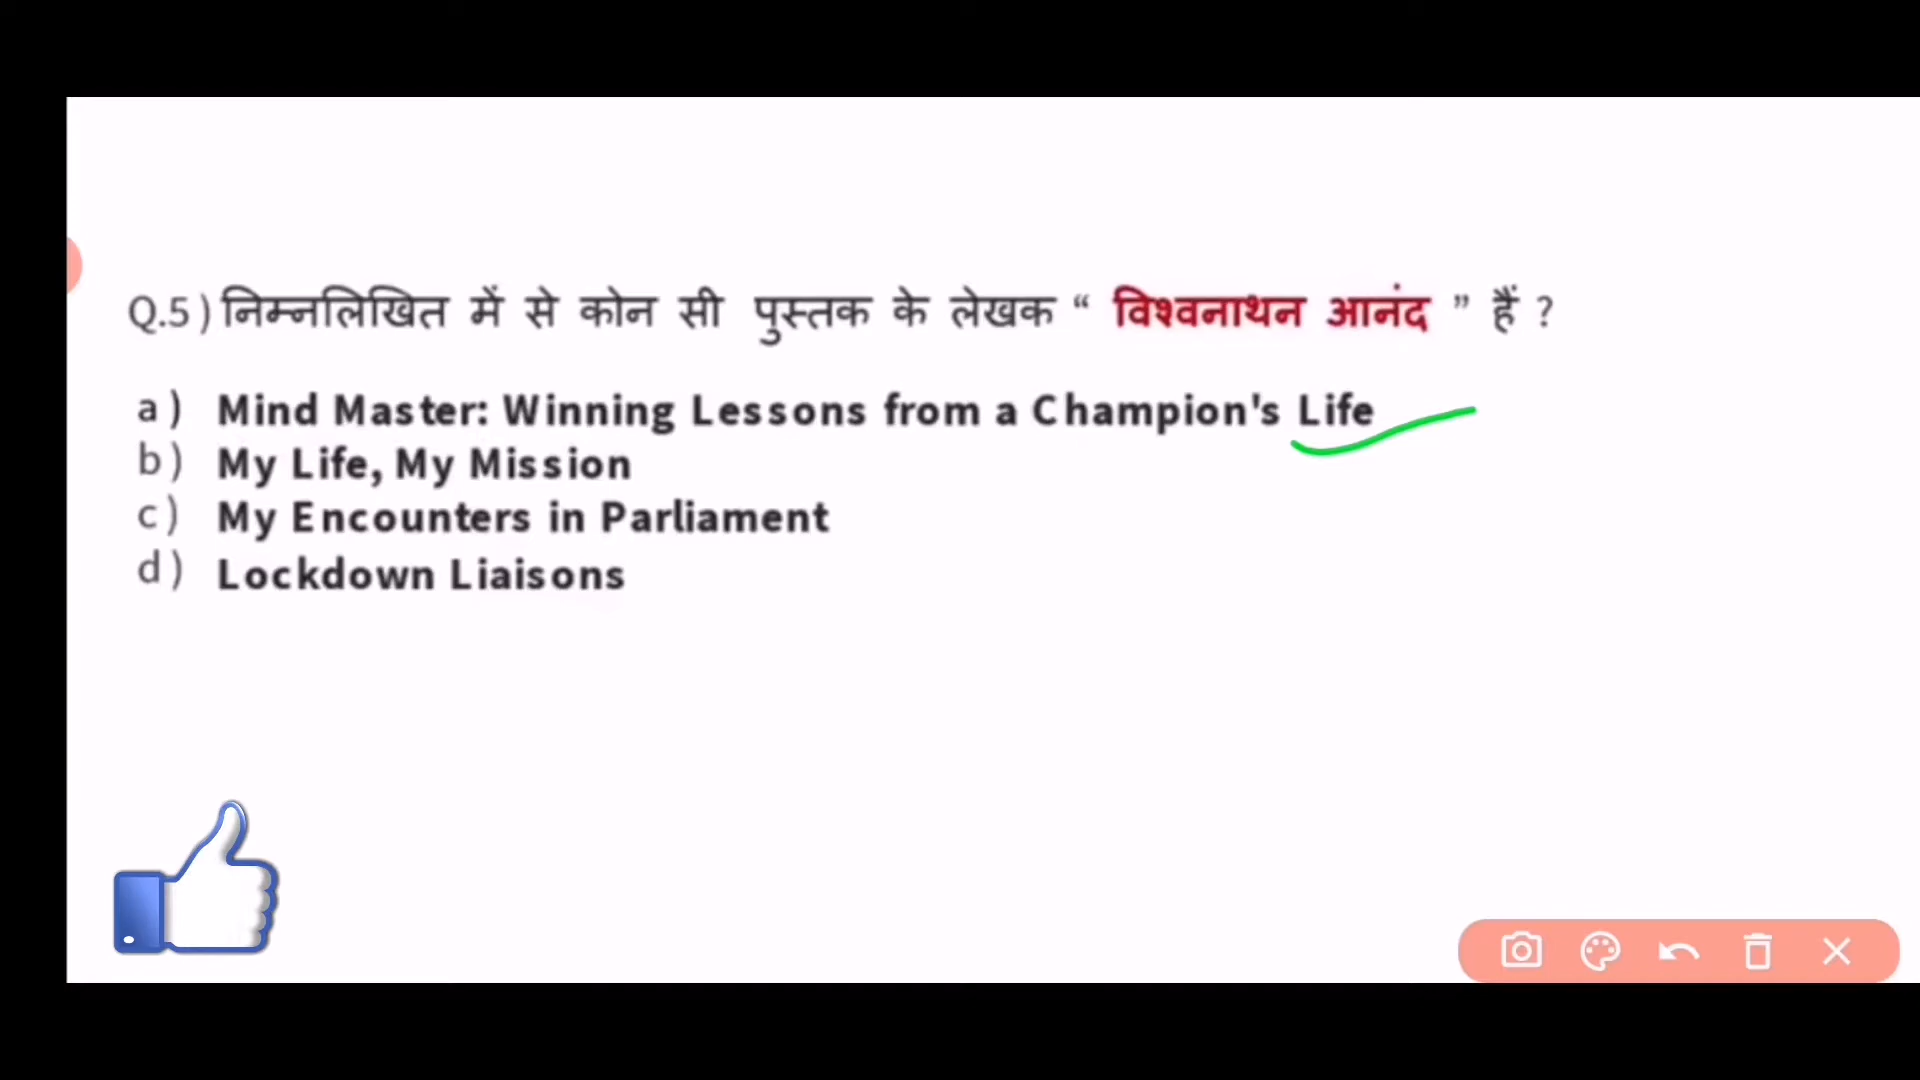 Q.5 ) निम्नलिखित में से कोन सी पुस्तक के लेखक “ विश्वनाथन आनंद ” हैं ?
a ) Mind Master: Winning Lessons from a Champion's Life
b ) My Life, My Mission
c ) My Encounters in Parliament
d ) Lockdown Liaisons